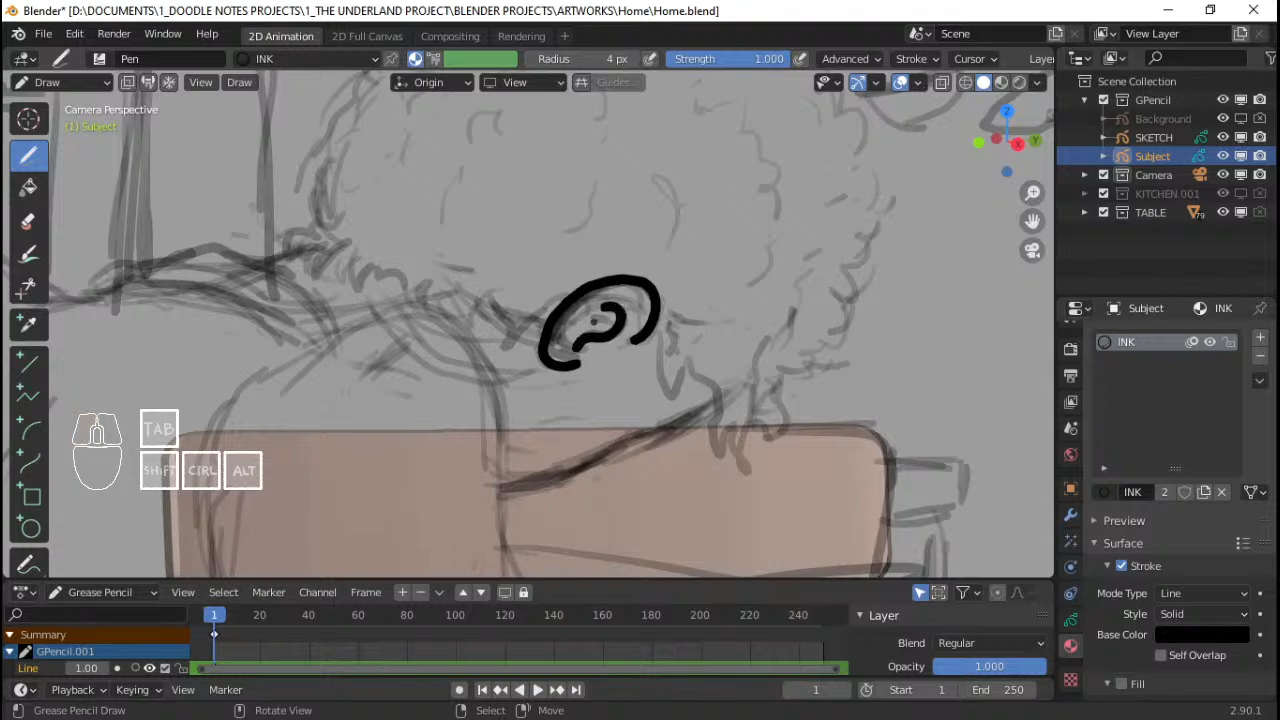 Blender* [D:\DOCUMENTS\1_DOODLE NOTES PROJECTS\1_THE UNDERLAND PROJECT\BLENDER PROJECTS\ARTWORKS\Home\Home.blend]
File Edit Render Window Help 2D Animation 2D Full Canvas Compositing Rendering Scene View Layer
Pen INK Radius 4 px Strength 1.000 Advanced Stroke Cursor Layer
Draw View Draw Origin View Guides
Camera Perspective
(1) Subject
Z
X
Y
Scene Collection
GPencil
Background
SKETCH
Subject
Camera
KITCHEN.001
TABLE 79
Subject INK
INK
INK 2
Preview
Surface
Stroke
Mode Type Line
Style Solid
Base Color
Self Overlap
Fill
TAB
SHIFT CTRL ALT
Grease Pencil View Select Marker Channel Frame
1 20 40 60 80 100 120 140 160 180 200 220 240
Summary
GPencil.001
Line 1.00
Layer
Blend Regular
Opacity 1.000
Playback Keying View Marker 1 Start 1 End 250
Grease Pencil Draw Rotate View Select Move 2.90.1